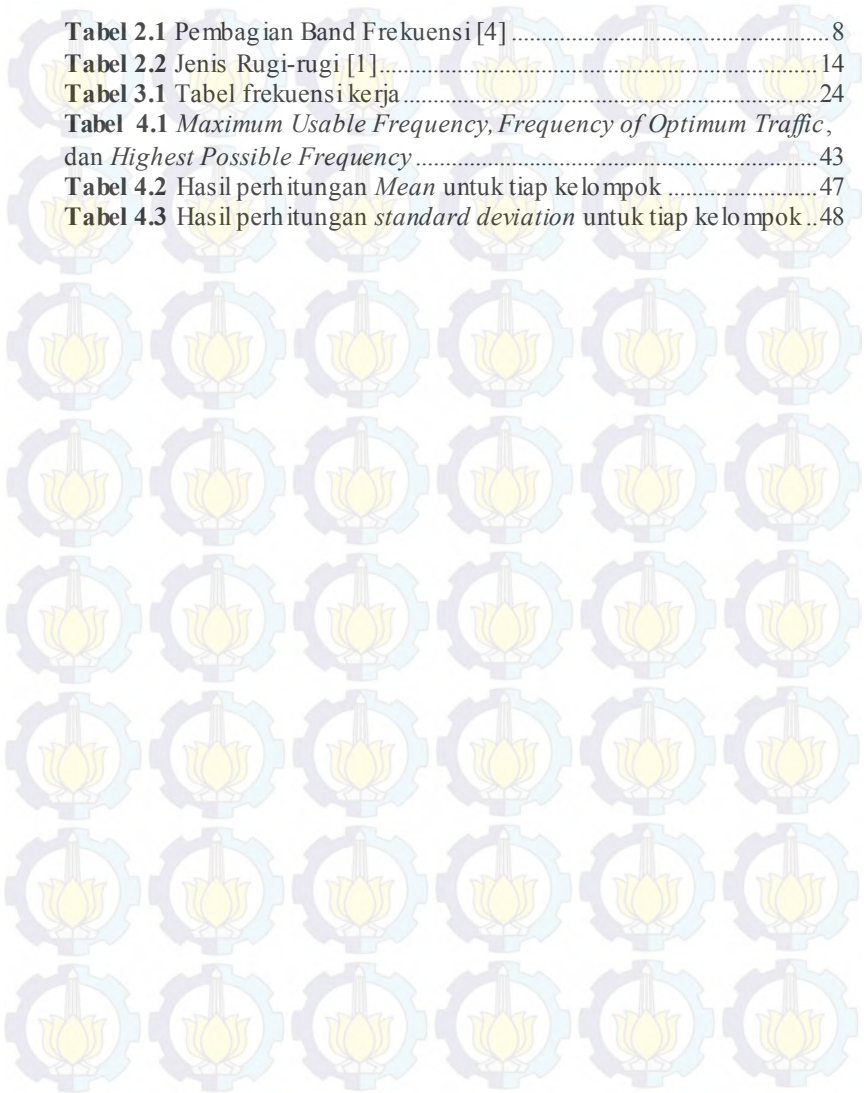 Tabel 2.1 Pembagian Band Frekuensi [4] ........................................................8
Tabel 2.2 Jenis Rugi-rugi [1]................................................................................14
Tabel 3.1 Tabel frekuensi kerja............................................................................24
Tabel 4.1 Maximum Usable Frequency, Frequency of Optimum Traffic,
dan Highest Possible Frequency.........................................................................43
Tabel 4.2 Hasil perhitungan Mean untuk tiap kelompok ...........................47
Tabel 4.3 Hasil perhitungan standard deviation untuk tiap kelompok..48